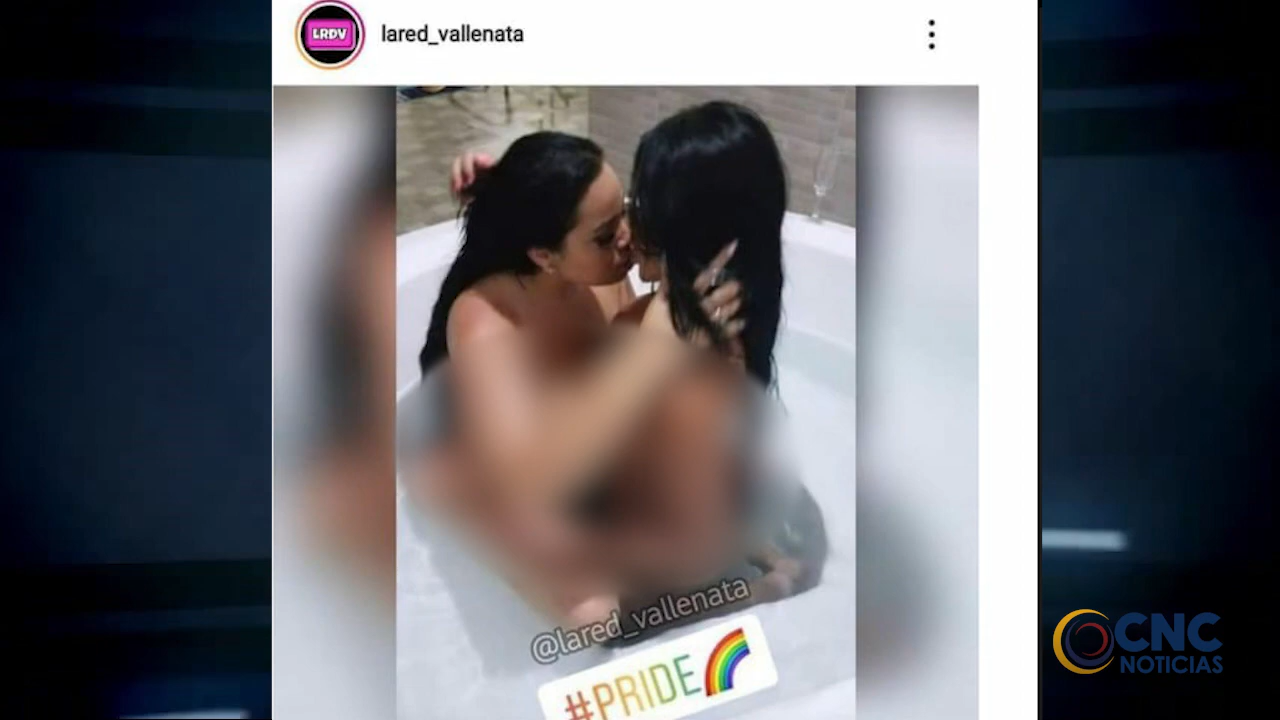 LRDV
lared_vallenata
@lared_vallenata
#PRIDE
CNC
NOTICIAS